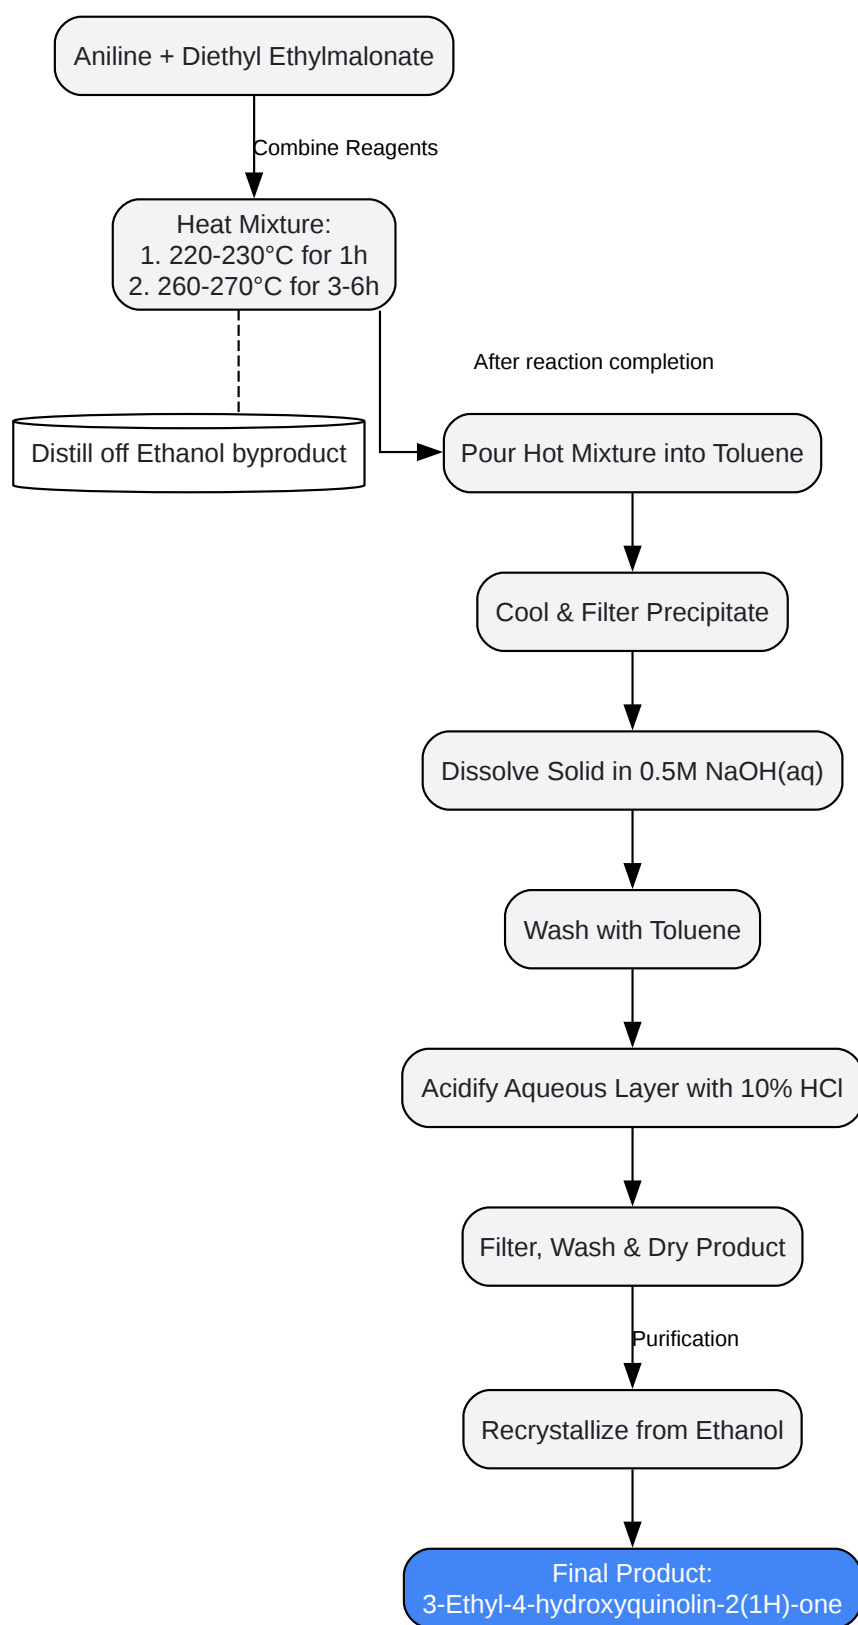 Aniline + Diethyl Ethylmalonate
Combine Reagents
Heat Mixture:
1. 220-230°C for 1h
2. 260-270°C for 3-6h
After reaction completion
Distill off Ethanol byproduct
Pour Hot Mixture into Toluene
Cool & Filter Precipitate
Dissolve Solid in 0.5M NaOH(aq)
Wash with Toluene
Acidify Aqueous Layer with 10% HCl
Filter, Wash & Dry Product
Purification
Recrystallize from Ethanol
Final Product:
3-Ethyl-4-hydroxyquinolin-2(1H)-one